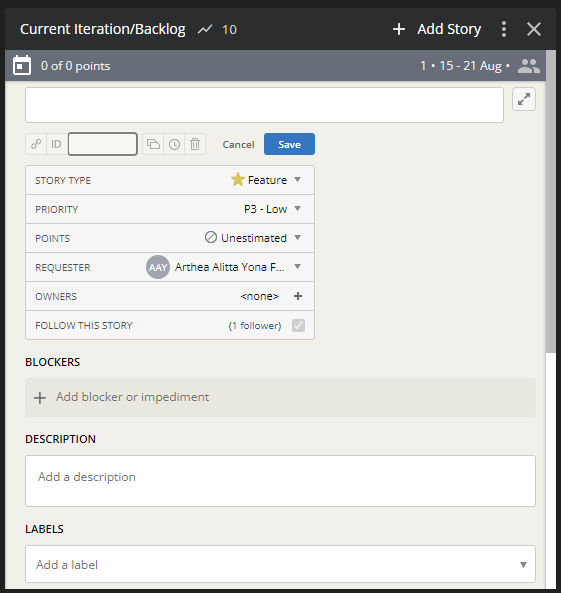 Current Iteration/Backlog 10 + Add Story
0 of 0 points 1 • 15 - 21 Aug •
ID Cancel Save
STORY TYPE Feature
PRIORITY P3 - Low
POINTS Unestimated
REQUESTER AAY Arthea Alitta Yona F...
OWNERS <none> +
FOLLOW THIS STORY (1 follower)
BLOCKERS
+ Add blocker or impediment
DESCRIPTION
Add a description
LABELS
Add a label